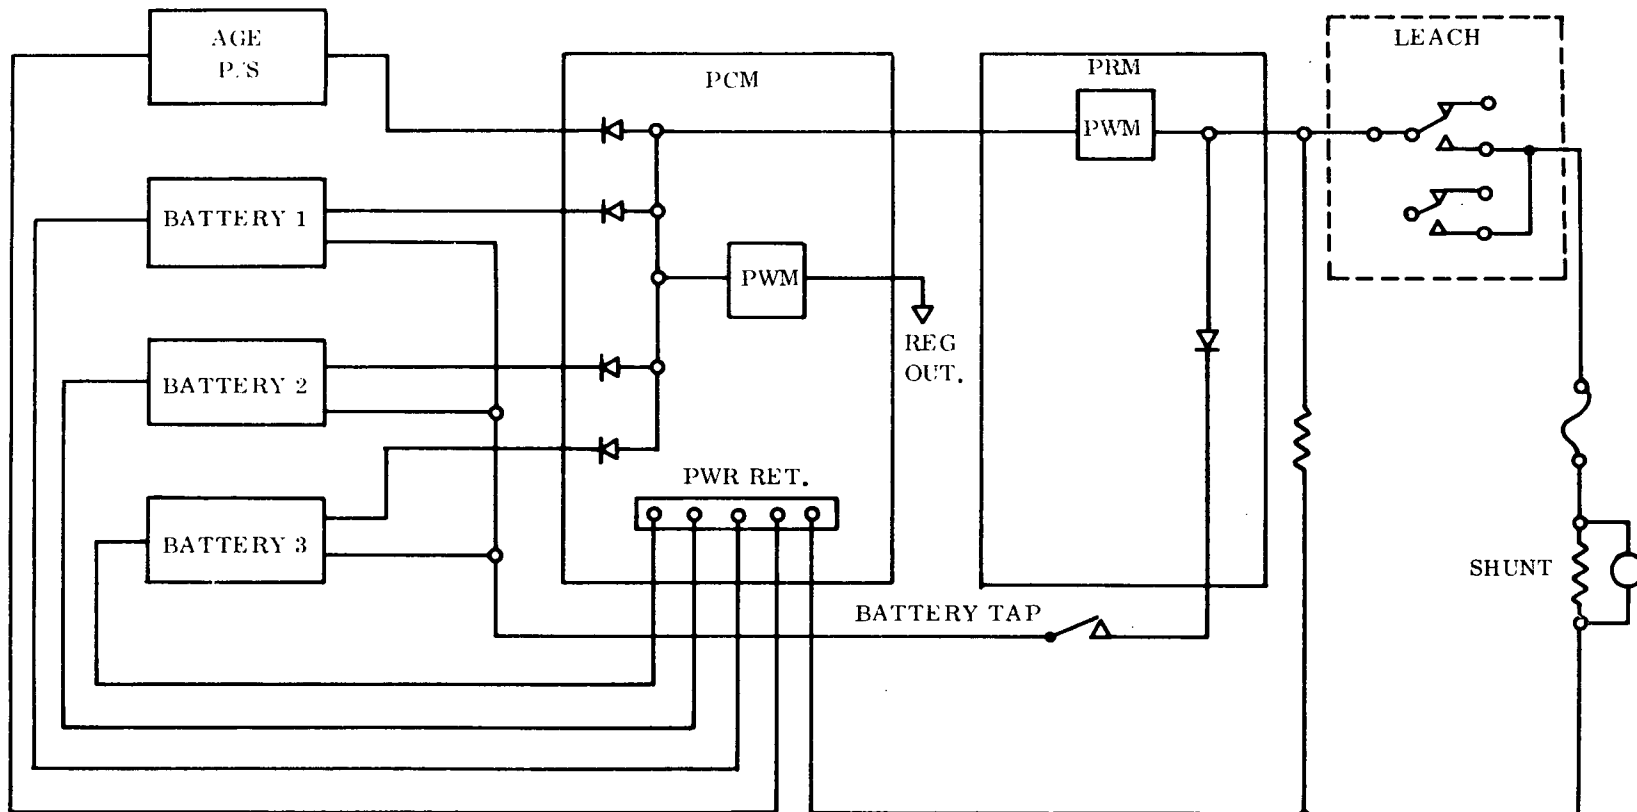 AGE
P/S
PCM
PRM
LEACH
PWM
BATTERY 1
PWM
REG
OUT.
BATTERY 2
PWR RET.
BATTERY 3
SHUNT
BATTERY TAP